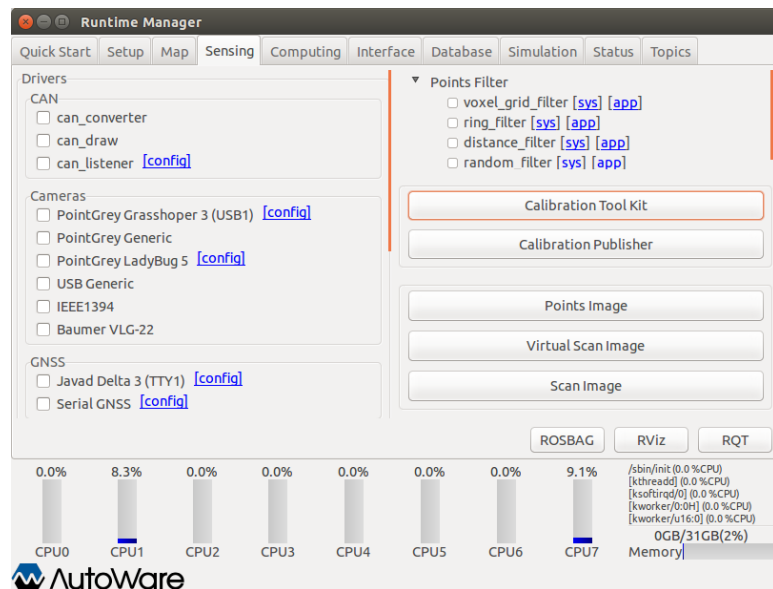 Runtime Manager
Quick Start Setup Map Sensing Computing Interface Database Simulation Status Topics
Drivers
CAN
can_converter
can_draw
can_listener [config]
Cameras
PointGrey Grasshoper 3 (USB1) [config]
PointGrey Generic
PointGrey LadyBug 5 [config]
USB Generic
IEEE1394
Baumer VLG-22
GNSS
Javad Delta 3 (TTY1) [config]
Serial GNSS [config]
Points Filter
voxel_grid_filter [sys] [app]
ring_filter [sys] [app]
distance_filter [sys] [app]
random_filter [sys] [app]
Calibration Tool Kit
Calibration Publisher
Points Image
Virtual Scan Image
Scan Image
ROSBAG RViz RQT
0.0% 8.3% 0.0% 0.0% 0.0% 0.0% 0.0% 9.1%
CPU0 CPU1 CPU2 CPU3 CPU4 CPU5 CPU6 CPU7
/sbin/init (0.0 %CPU)
[kthreadd] (0.0 %CPU)
[ksoftirqd/0] (0.0 %CPU)
[kworker/0:0H] (0.0 %CPU)
[kworker/u16:0] (0.0 %CPU)
0GB/31GB(2%)
Memory
AutoWare